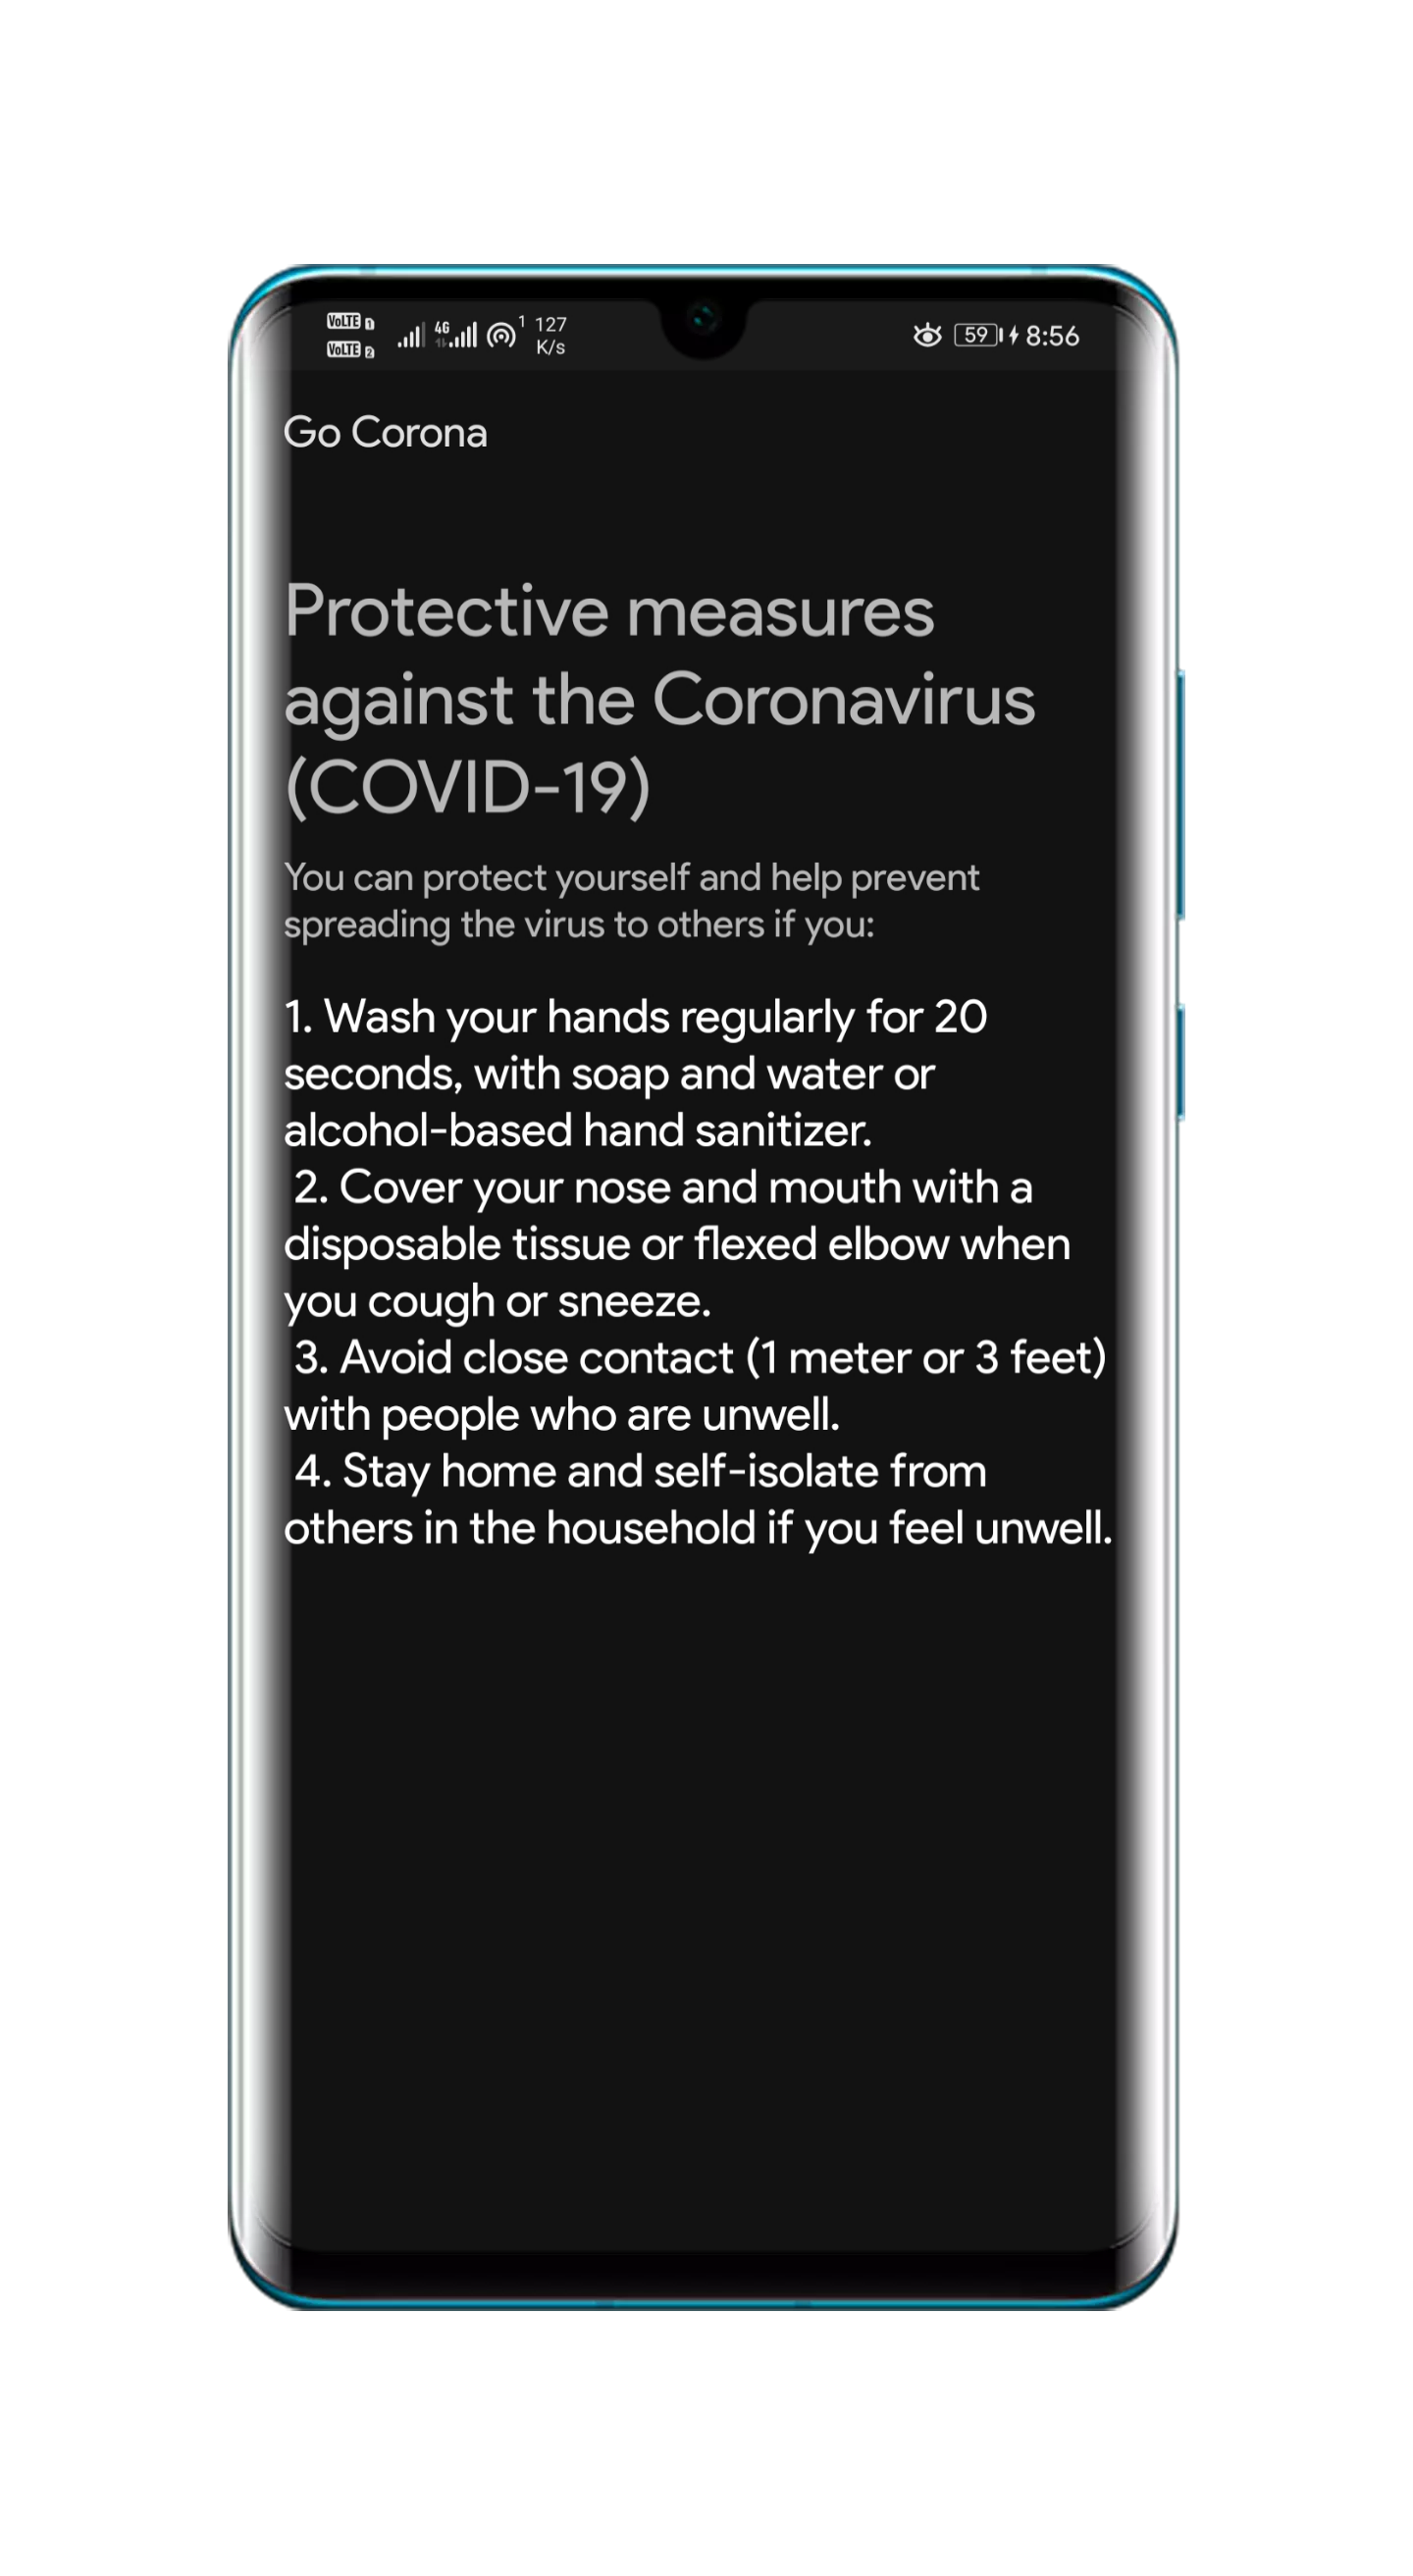 VoLTE 1
VoLTE 2
4G
1
127
K/s
59
8:56
Go Corona
Protective measures
against the Coronavirus
(COVID-19)
You can protect yourself and help prevent
spreading the virus to others if you:
1. Wash your hands regularly for 20
seconds, with soap and water or
alcohol-based hand sanitizer.
2. Cover your nose and mouth with a
disposable tissue or flexed elbow when
you cough or sneeze.
3. Avoid close contact (1 meter or 3 feet)
with people who are unwell.
4. Stay home and self-isolate from
others in the household if you feel unwell.